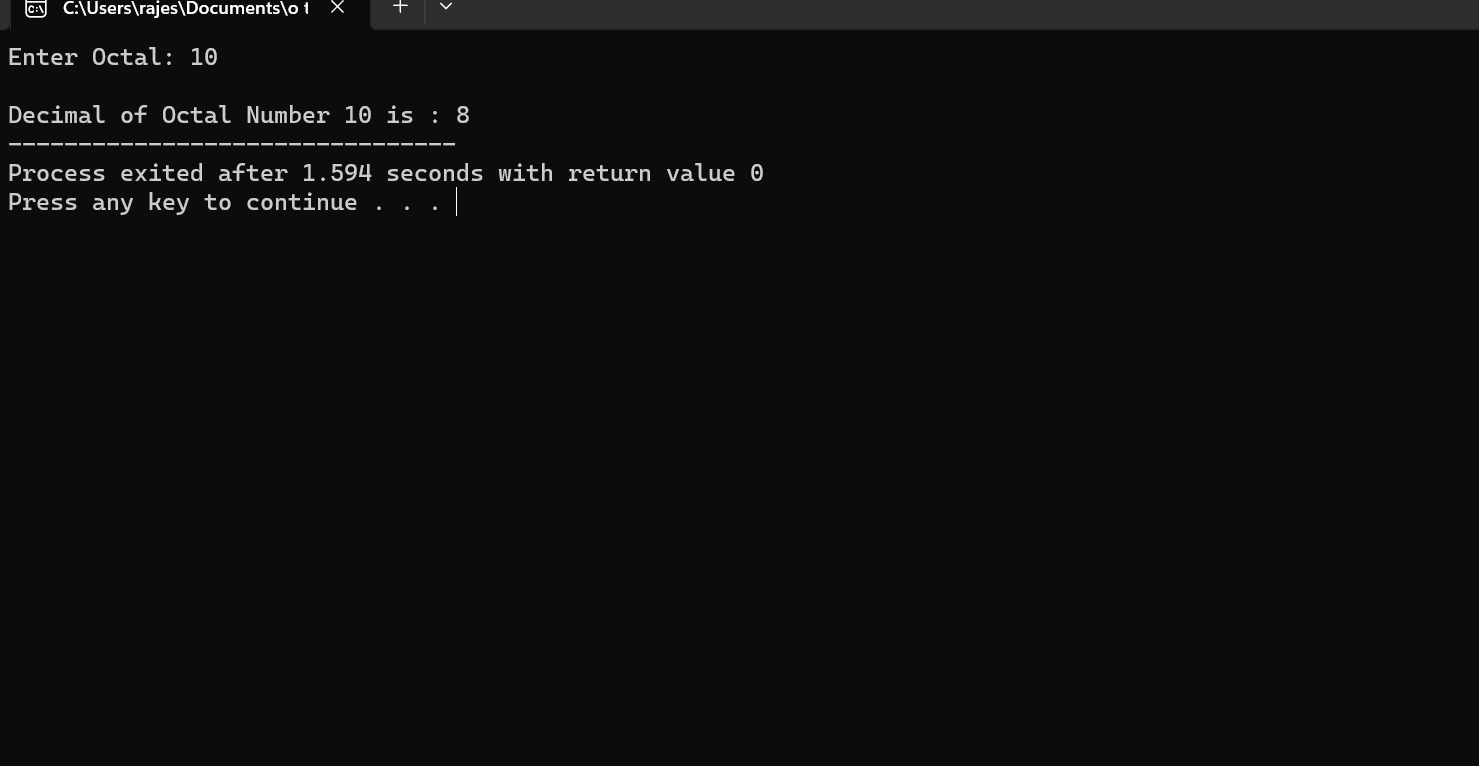 C:\Users\rajes\Documents\o t
Enter Octal: 10
Decimal of Octal Number 10 is : 8
--------------------------------
Process exited after 1.594 seconds with return value 0
Press any key to continue . . .